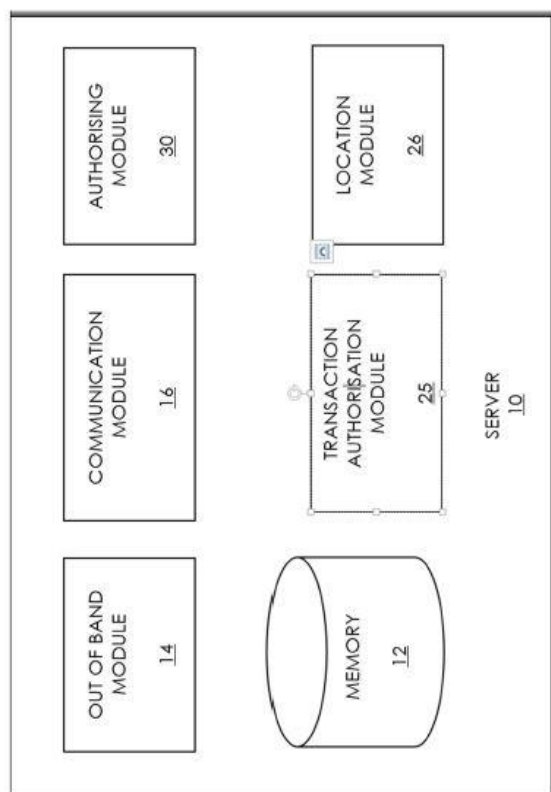 OUT OF BAND
MODULE
14
COMMUNICATION
MODULE
16
AUTHORISING
MODULE
30
MEMORY
12
TRANSACTION
AUTHORISATION
MODULE
25
LOCATION
MODULE
26
SERVER
10